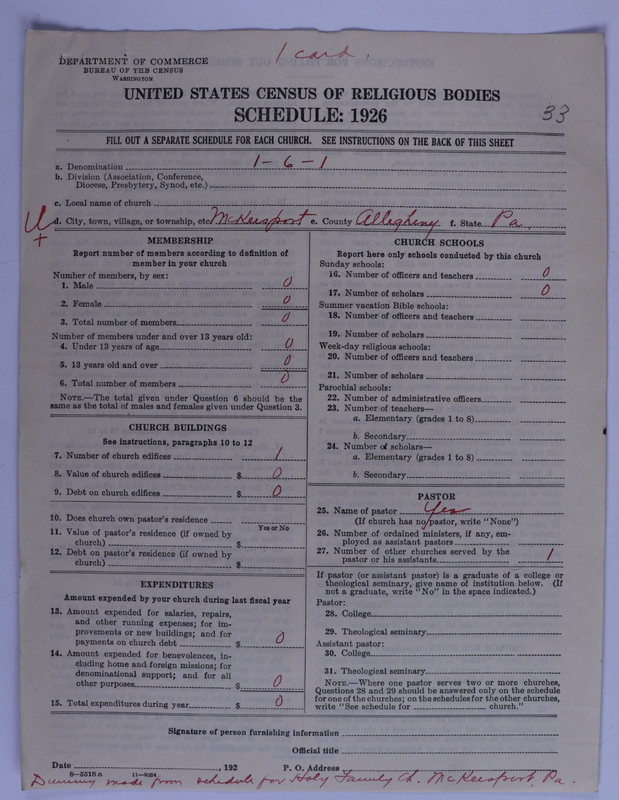 1 card.
DEPARTMENT OF COMMERCE
BUREAU OF THE CENSUS
WASHINGTON
UNITED STATES CENSUS OF RELIGIOUS BODIES
SCHEDULE: 1926
33
FILL OUT A SEPARATE SCHEDULE FOR EACH CHURCH. SEE INSTRUCTIONS ON THE BACK OF THIS SHEET
a. Denomination 1-6-1
b. Division (Association, Conference,
Diocese, Presbytery, Synod, etc.)
c. Local name of church
d. City, town, village, or township, etc. McKeesport e. County Allegheny f. State Pa.
MEMBERSHIP
Report number of members according to definition of
member in your church
Number of members, by sex:
1. Male 0
2. Female 0
3. Total number of members 0
Number of members under and over 13 years old:
4. Under 13 years of age 0
5. 13 years old and over 0
6. Total number of members 0
NOTE.—The total given under Question 6 should be the
same as the total of males and females given under Question 3.
CHURCH BUILDINGS
See instructions, paragraphs 10 to 12
7. Number of church edifices 1
8. Value of church edifices $ 0
9. Debt on church edifices $ 0
10. Does church own pastor's residence
Yes or No
11. Value of pastor's residence (if owned by
church) $
12. Debt on pastor's residence (if owned by
church) $
EXPENDITURES
Amount expended by your church during last fiscal year
13. Amount expended for salaries, repairs,
and other running expenses; for im-
provements or new buildings; and for
payments on church debt $ 0
14. Amount expended for benevolences, in-
cluding home and foreign missions; for
denominational support; and for all
other purposes $ 0
15. Total expenditures during year $ 0
CHURCH SCHOOLS
Report here only schools conducted by this church
Sunday schools:
16. Number of officers and teachers 0
17. Number of scholars 0
Summer vacation Bible schools:
18. Number of officers and teachers
19. Number of scholars
Week-day religious schools:
20. Number of officers and teachers
21. Number of scholars
Parochial schools:
22. Number of administrative officers
23. Number of teachers—
a. Elementary (grades 1 to 8)
b. Secondary
24. Number of scholars—
a. Elementary (grades 1 to 8)
b. Secondary
PASTOR
25. Name of pastor Yes
(If church has no pastor, write "None")
26. Number of ordained ministers, if any, em-
ployed as assistant pastors
27. Number of other churches served by the
pastor or his assistants 1
If pastor (or assistant pastor) is a graduate of a college or
theological seminary, give name of institution below. (If
not a graduate, write "No" in the space indicated.)
Pastor:
28. College
29. Theological seminary
Assistant pastor:
30. College
31. Theological seminary
NOTE.—Where one pastor serves two or more churches,
Questions 28 and 29 should be answered only on the schedule
for one of the churches; on the schedules for the other churches,
write "See schedule for church."
Signature of person furnishing information
Official title
Date , 192 P. O. Address
8-5318 a 11-9034
Dummy made from schedule for Holy Family Ch. McKeesport, Pa.